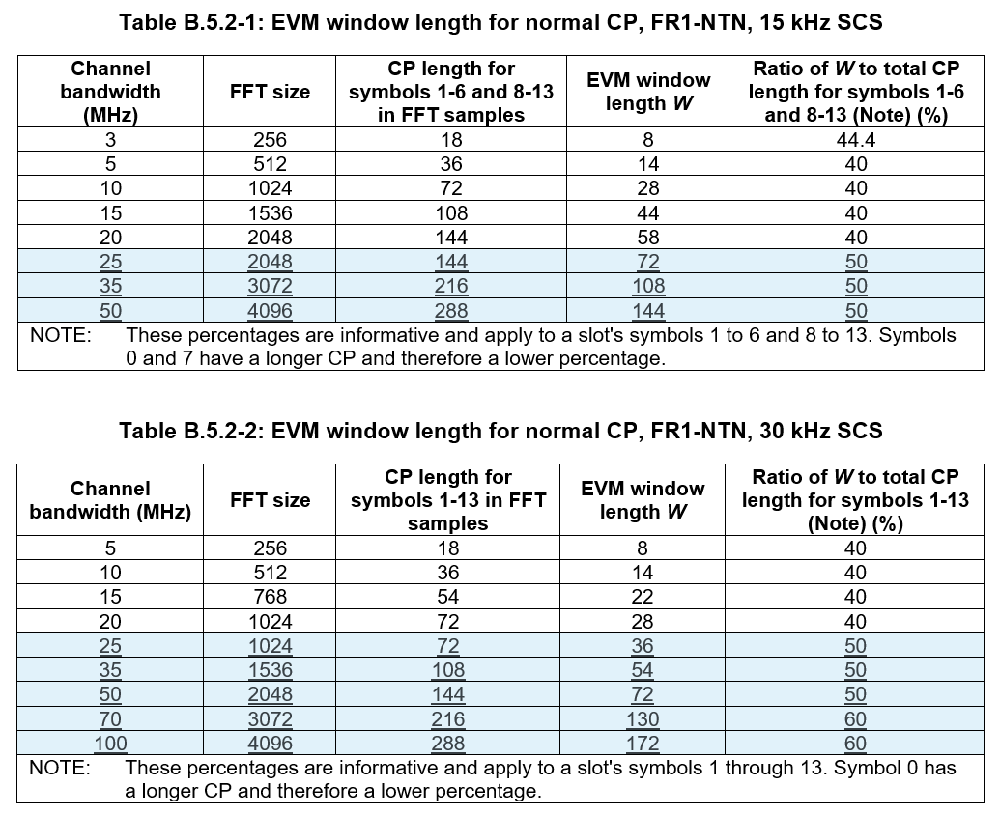 Table B.5.2-1: EVM window length for normal CP, FR1-NTN, 15 kHz SCS
Channel bandwidth (MHz) FFT size CP length for symbols 1-6 and 8-13 in FFT samples EVM window length W Ratio of W to total CP length for symbols 1-6 and 8-13 (Note) (%)
3 256 18 8 44.4
5 512 36 14 40
10 1024 72 28 40
15 1536 108 44 40
20 2048 144 58 40
25 2048 144 72 50
35 3072 216 108 50
50 4096 288 144 50
NOTE: These percentages are informative and apply to a slot's symbols 1 to 6 and 8 to 13. Symbols
0 and 7 have a longer CP and therefore a lower percentage.
Table B.5.2-2: EVM window length for normal CP, FR1-NTN, 30 kHz SCS
Channel bandwidth (MHz) FFT size CP length for symbols 1-13 in FFT samples EVM window length W Ratio of W to total CP length for symbols 1-13 (Note) (%)
5 256 18 8 40
10 512 36 14 40
15 768 54 22 40
20 1024 72 28 40
25 1024 72 36 50
35 1536 108 54 50
50 2048 144 72 50
70 3072 216 130 60
100 4096 288 172 60
NOTE: These percentages are informative and apply to a slot's symbols 1 through 13. Symbol 0 has
a longer CP and therefore a lower percentage.